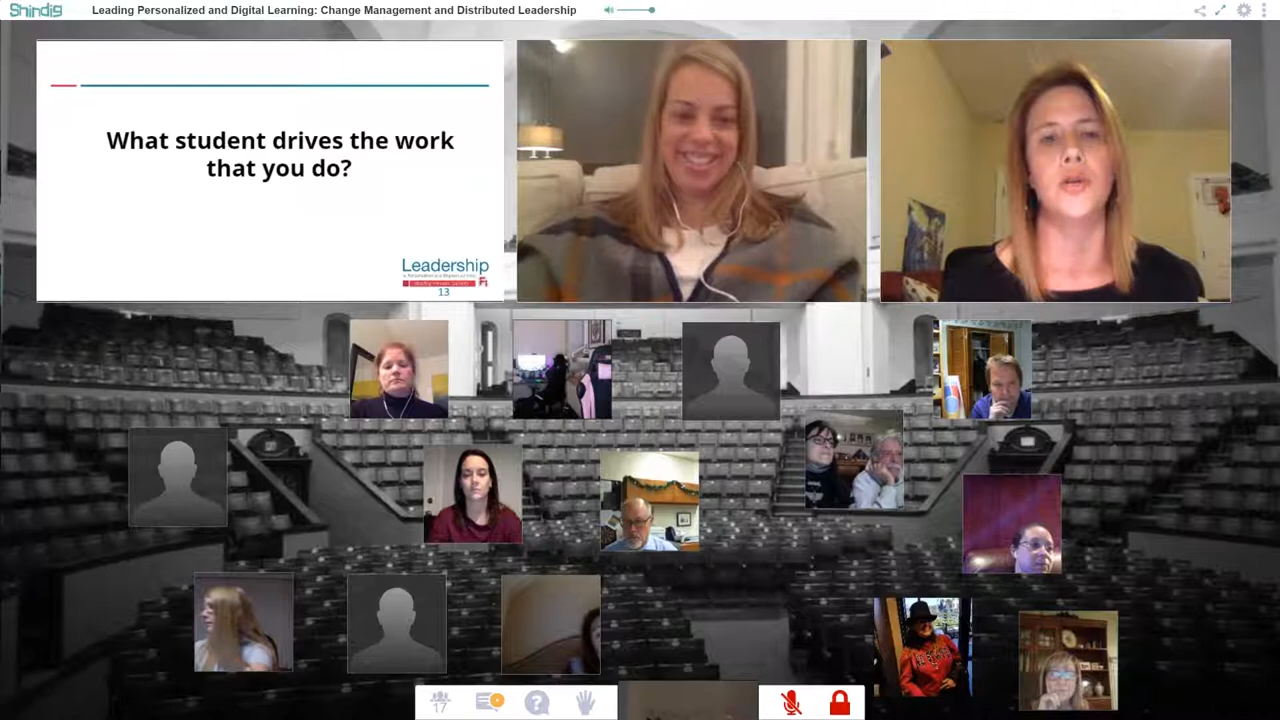 Shindig
Leading Personalized and Digital Learning: Change Management and Distributed Leadership
What student drives the work
that you do?
Leadership
13
17